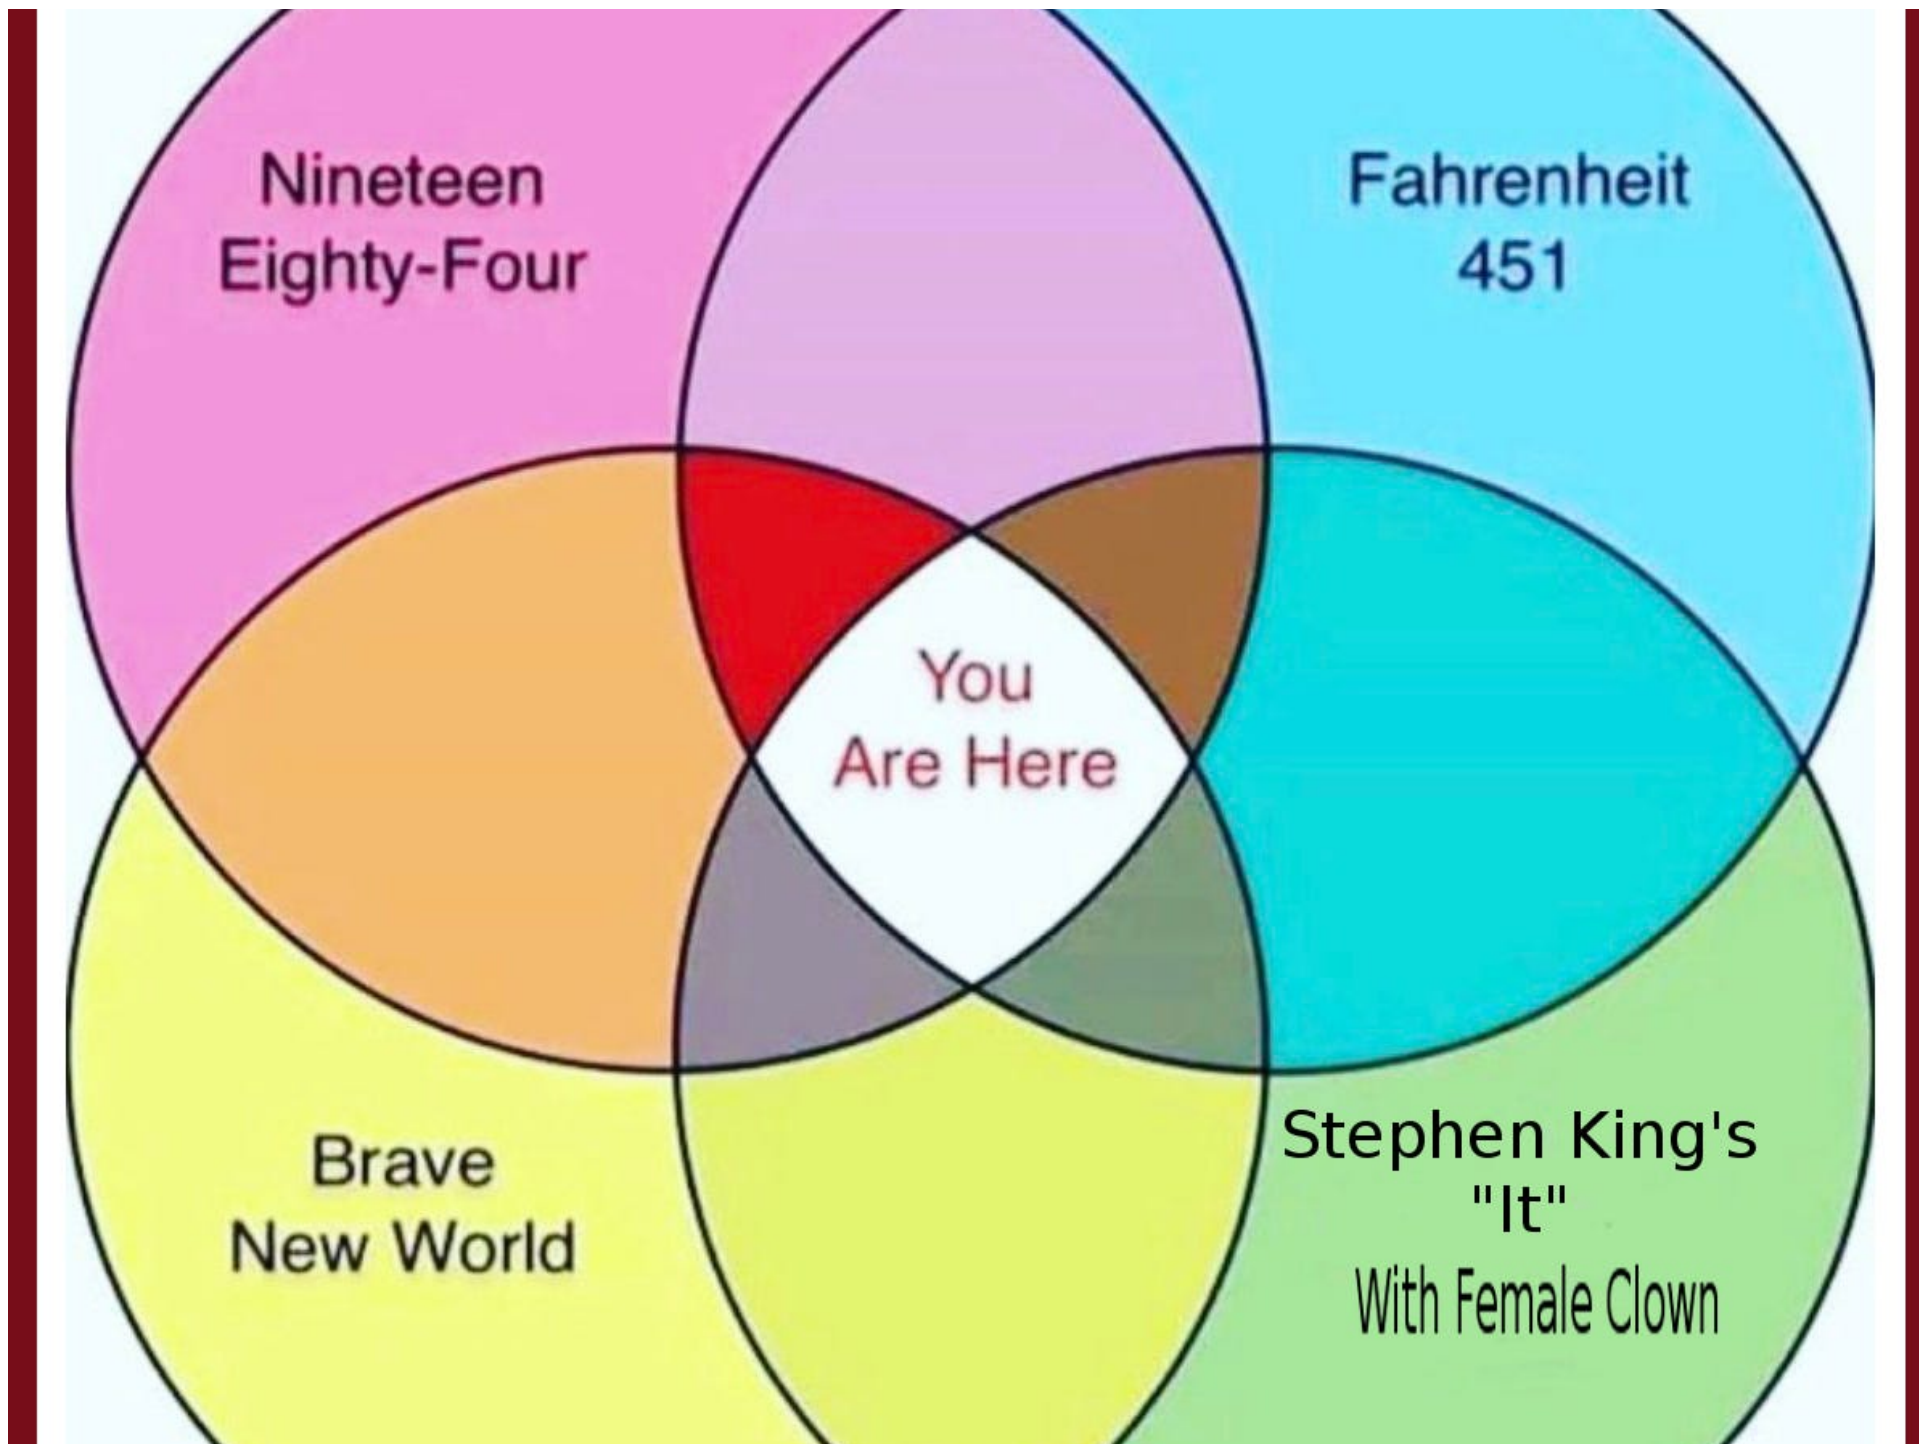 Nineteen
Eighty-Four
Fahrenheit
451
You
Are Here
Brave
New World
Stephen King's
"It"
With Female Clown